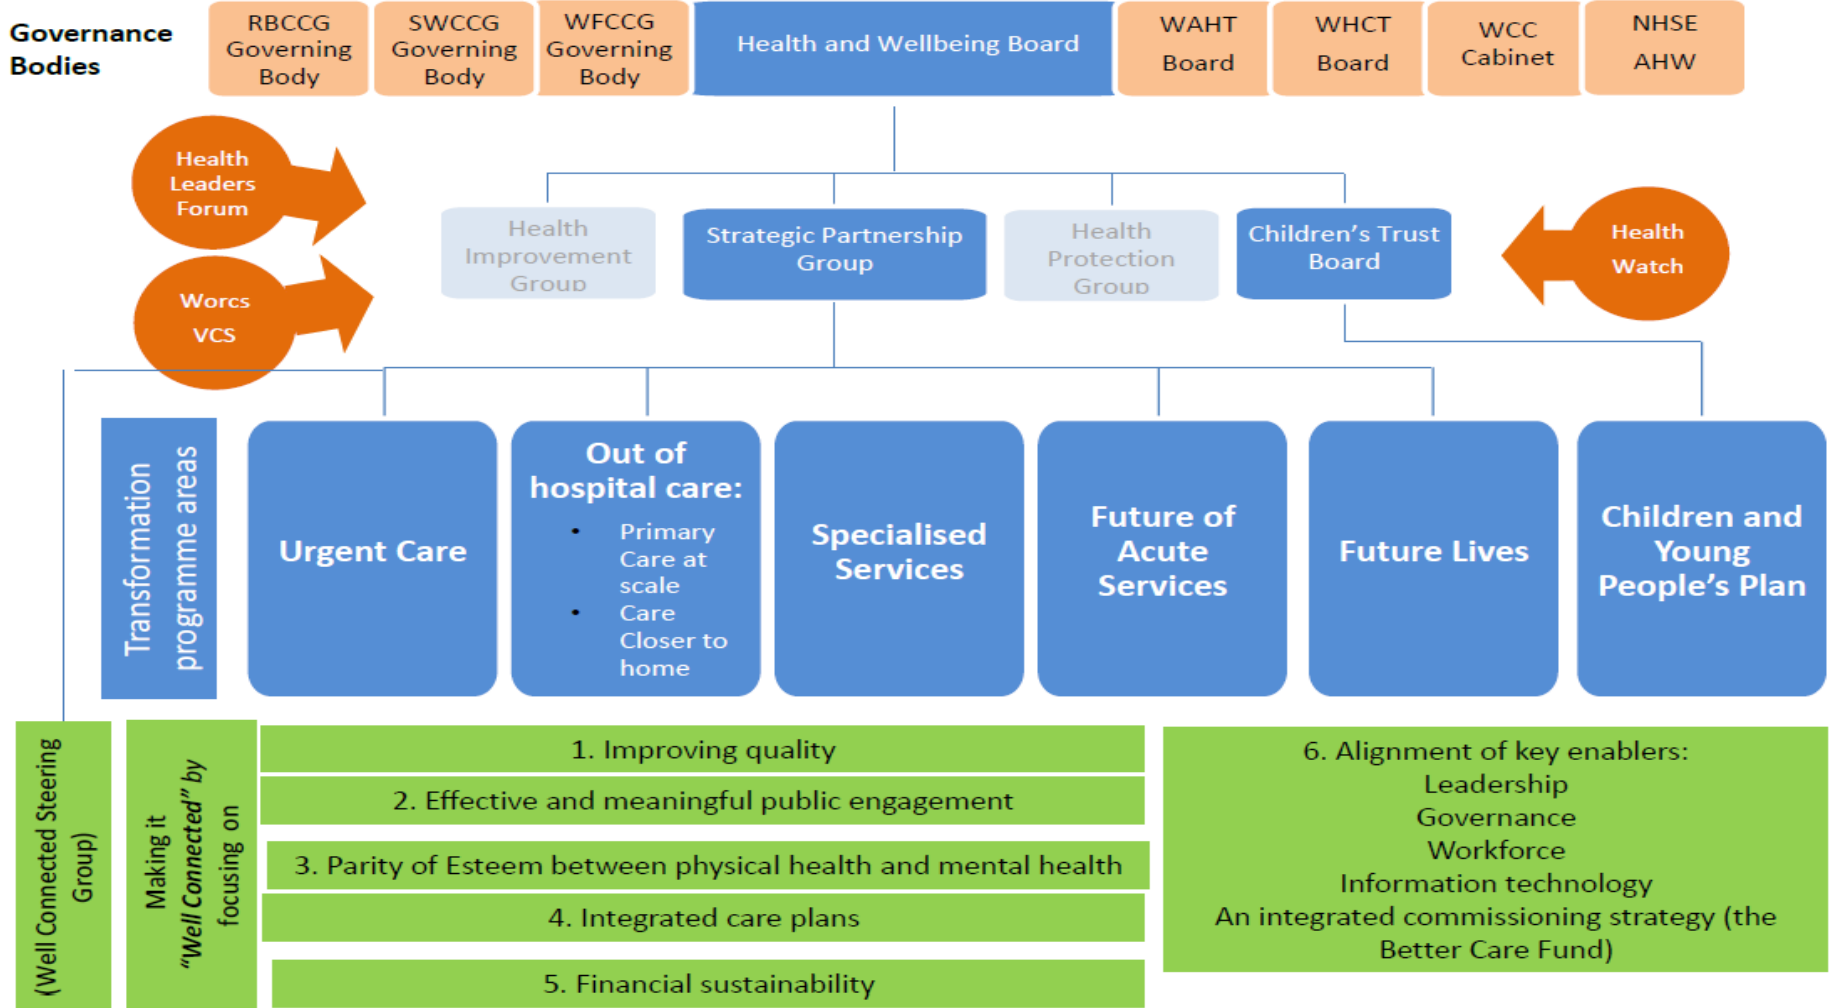 Governance
Bodies
RBCCG
Governing
Body
SWCCG
Governing
Body
WFCCG
Governing
Body
Health and Wellbeing Board
WAHT
Board
WHCT
Board
WCC
Cabinet
NHSE
AHW
Health
Leaders
Forum
Worcs
VCS
Health
Improvement
Group
Strategic Partnership
Group
Health
Protection
Group
Children's Trust
Board
Health
Watch
Transformation
programme areas
Urgent Care
Out of
hospital care:
• Primary
Care at
scale
• Care
Closer to
home
Specialised
Services
Future of
Acute
Services
Future Lives
Children and
Young
People's Plan
(Well Connected Steering
Group)
Making it
"Well Connected" by
focusing on
1. Improving quality
2. Effective and meaningful public engagement
3. Parity of Esteem between physical health and mental health
4. Integrated care plans
5. Financial sustainability
6. Alignment of key enablers:
Leadership
Governance
Workforce
Information technology
An integrated commissioning strategy (the
Better Care Fund)